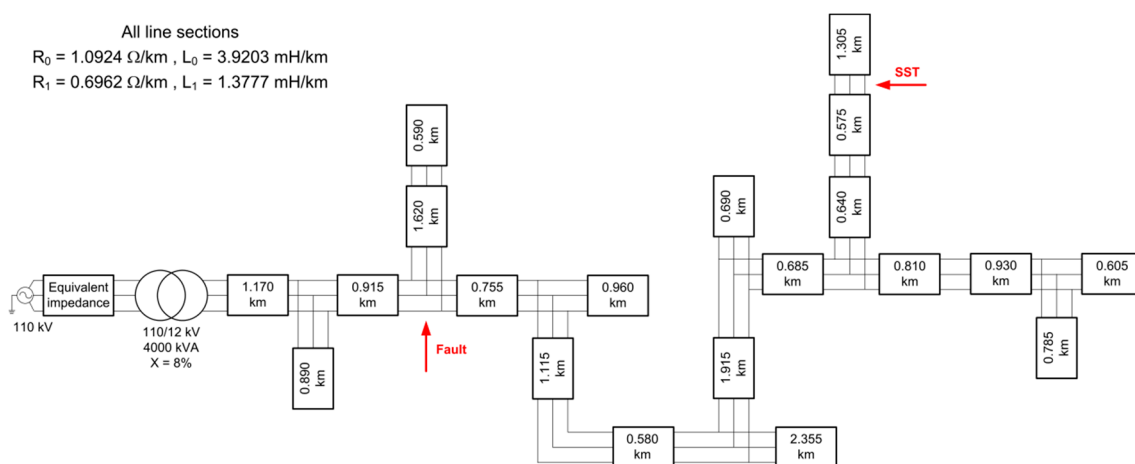 All line sections
R₀ = 1.0924 Ω/km , L₀ = 3.9203 mH/km
R₁ = 0.6962 Ω/km , L₁ = 1.3777 mH/km
1.305
km
SST
0.575
km
0.590
km
0.690
km
0.640
km
1.620
km
0.685
km
0.810
km
0.930
km
0.605
km
Equivalent
impedance
1.170
km
0.915
km
0.755
km
0.960
km
110 kV
110/12 kV
4000 kVA
X = 8%
Fault
0.890
km
1.115
km
1.915
km
0.785
km
0.580
km
2.355
km